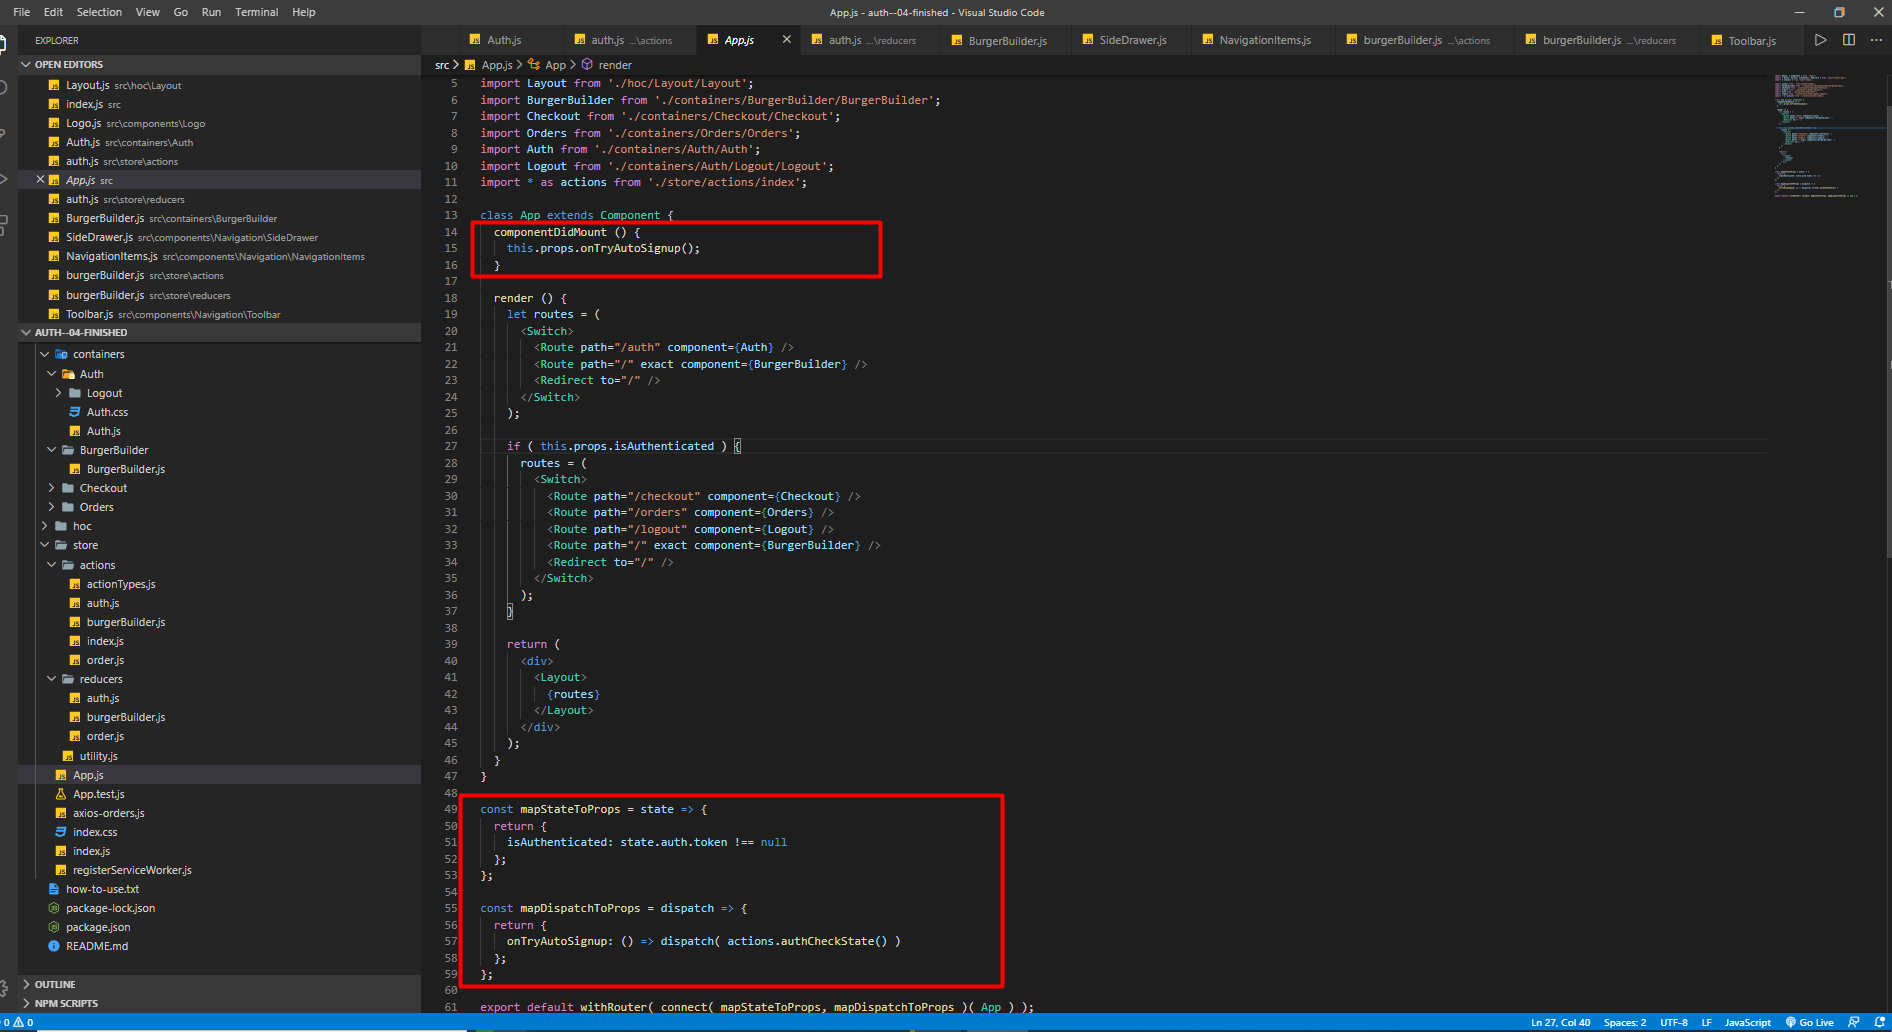 File Edit Selection View Go Run Terminal Help
App.js - auth--04-finished - Visual Studio Code
EXPLORER
OPEN EDITORS
Layout.js src\hoc\Layout
index.js src
Logo.js src\components\Logo
Auth.js src\containers\Auth
auth.js src\store\actions
App.js src
auth.js src\store\reducers
BurgerBuilder.js src\containers\BurgerBuilder
SideDrawer.js src\components\Navigation\SideDrawer
NavigationItems.js src\components\Navigation\NavigationItems
burgerBuilder.js src\store\actions
burgerBuilder.js src\store\reducers
Toolbar.js src\components\Navigation\Toolbar
AUTH--04-FINISHED
containers
Auth
Logout
Auth.css
Auth.js
BurgerBuilder
BurgerBuilder.js
Checkout
Orders
hoc
store
actions
actionTypes.js
auth.js
burgerBuilder.js
index.js
order.js
reducers
auth.js
burgerBuilder.js
order.js
utility.js
App.js
App.test.js
axios-orders.js
index.css
index.js
registerServiceWorker.js
how-to-use.txt
package-lock.json
package.json
README.md
OUTLINE
NPM SCRIPTS
Auth.js auth.js ...\actions App.js auth.js ...\reducers BurgerBuilder.js SideDrawer.js NavigationItems.js burgerBuilder.js ...\actions burgerBuilder.js ...\reducers Toolbar.js
src > App.js > App > render
5 import Layout from './hoc/Layout/Layout';
6 import BurgerBuilder from './containers/BurgerBuilder/BurgerBuilder';
7 import Checkout from './containers/Checkout/Checkout';
8 import Orders from './containers/Orders/Orders';
9 import Auth from './containers/Auth/Auth';
10 import Logout from './containers/Auth/Logout/Logout';
11 import * as actions from './store/actions/index';
12
13 class App extends Component {
14 componentDidMount () {
15 this.props.onTryAutoSignup();
16 }
17
18 render () {
19 let routes = (
20 <Switch>
21 <Route path="/auth" component={Auth} />
22 <Route path="/" exact component={BurgerBuilder} />
23 <Redirect to="/" />
24 </Switch>
25 );
26
27 if ( this.props.isAuthenticated ) {
28 routes = (
29 <Switch>
30 <Route path="/checkout" component={Checkout} />
31 <Route path="/orders" component={Orders} />
32 <Route path="/logout" component={Logout} />
33 <Route path="/" exact component={BurgerBuilder} />
34 <Redirect to="/" />
35 </Switch>
36 );
37 }
38
39 return (
40 <div>
41 <Layout>
42 {routes}
43 </Layout>
44 </div>
45 );
46 }
47 }
48
49 const mapStateToProps = state => {
50 return {
51 isAuthenticated: state.auth.token !== null
52 };
53 };
54
55 const mapDispatchToProps = dispatch => {
56 return {
57 onTryAutoSignup: () => dispatch( actions.authCheckState() )
58 };
59 };
60
61 export default withRouter( connect( mapStateToProps, mapDispatchToProps )( App ) );
0 0
Ln 27, Col 40 Spaces: 2 UTF-8 LF JavaScript Go Live